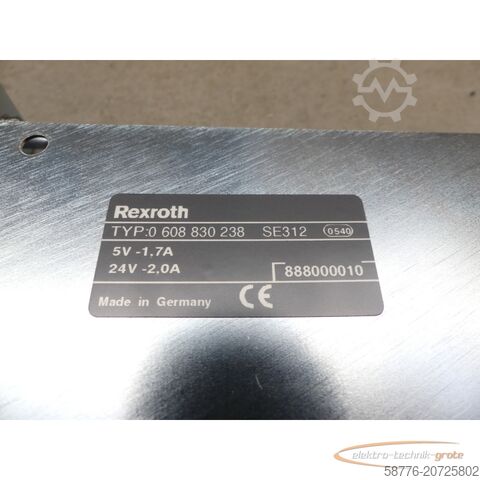 Rexroth
TYP:0 608 830 238 SE312 0540
5V -1,7A
24V -2,0A
888000010
Made in Germany CE
elektro-technik-grote
58776-20725802